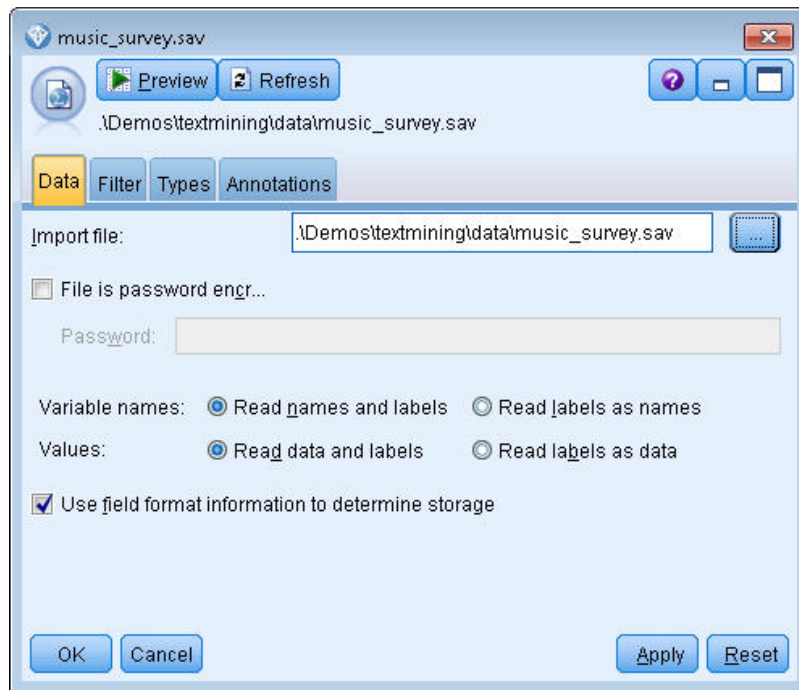 music_survey.sav
Preview Refresh ?
.\Demos\textmining\data\music_survey.sav
Data Filter Types Annotations
Import file: .\Demos\textmining\data\music_survey.sav ...
File is password encr...
Password:
Variable names: Read names and labels Read labels as names
Values: Read data and labels Read labels as data
Use field format information to determine storage
OK Cancel Apply Reset